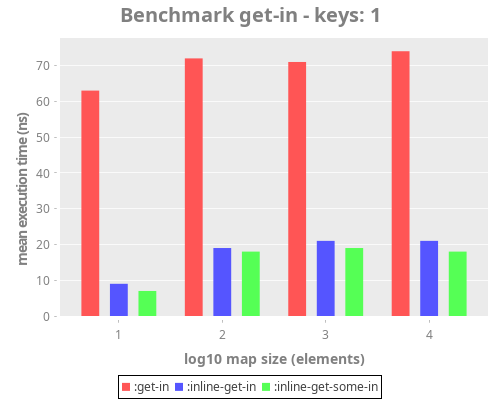 Benchmark get-in - keys: 1
mean execution time (ns)
70
60
50
40
30
20
10
0
1 2 3 4
log10 map size (elements)
:get-in :inline-get-in :inline-get-some-in